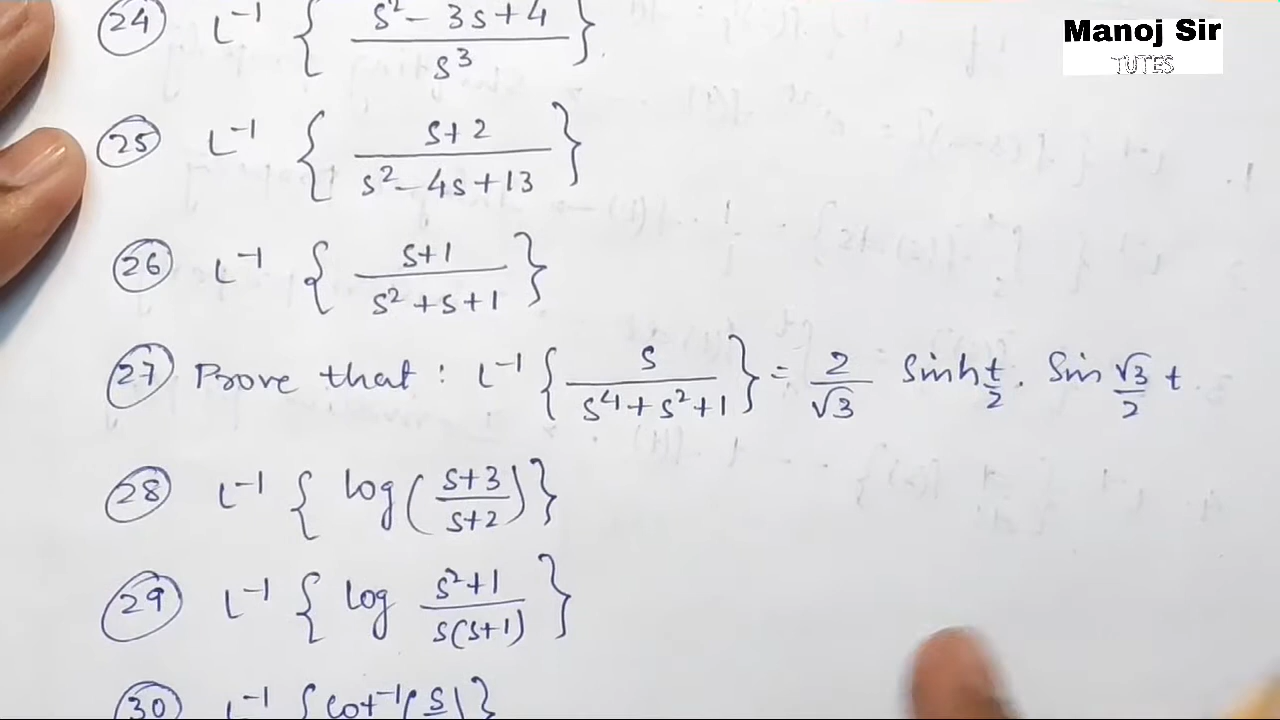 Manoj Sir
TUTES
(24) L⁻¹ { (s² - 3s + 4) / s³ }
(25) L⁻¹ { (s+2) / (s² - 4s + 13) }
(26) L⁻¹ { (s+1) / (s² + s + 1) }
(27) Prove that : L⁻¹ { s / (s⁴ + s² + 1) } = 2/√3 Sinh t/2 . Sin √3/2 t
(28) L⁻¹ { log ( (s+3) / (s+2) ) }
(29) L⁻¹ { log (s²+1) / (s(s+1)) }
(30) L⁻¹ { Cot⁻¹ ( s